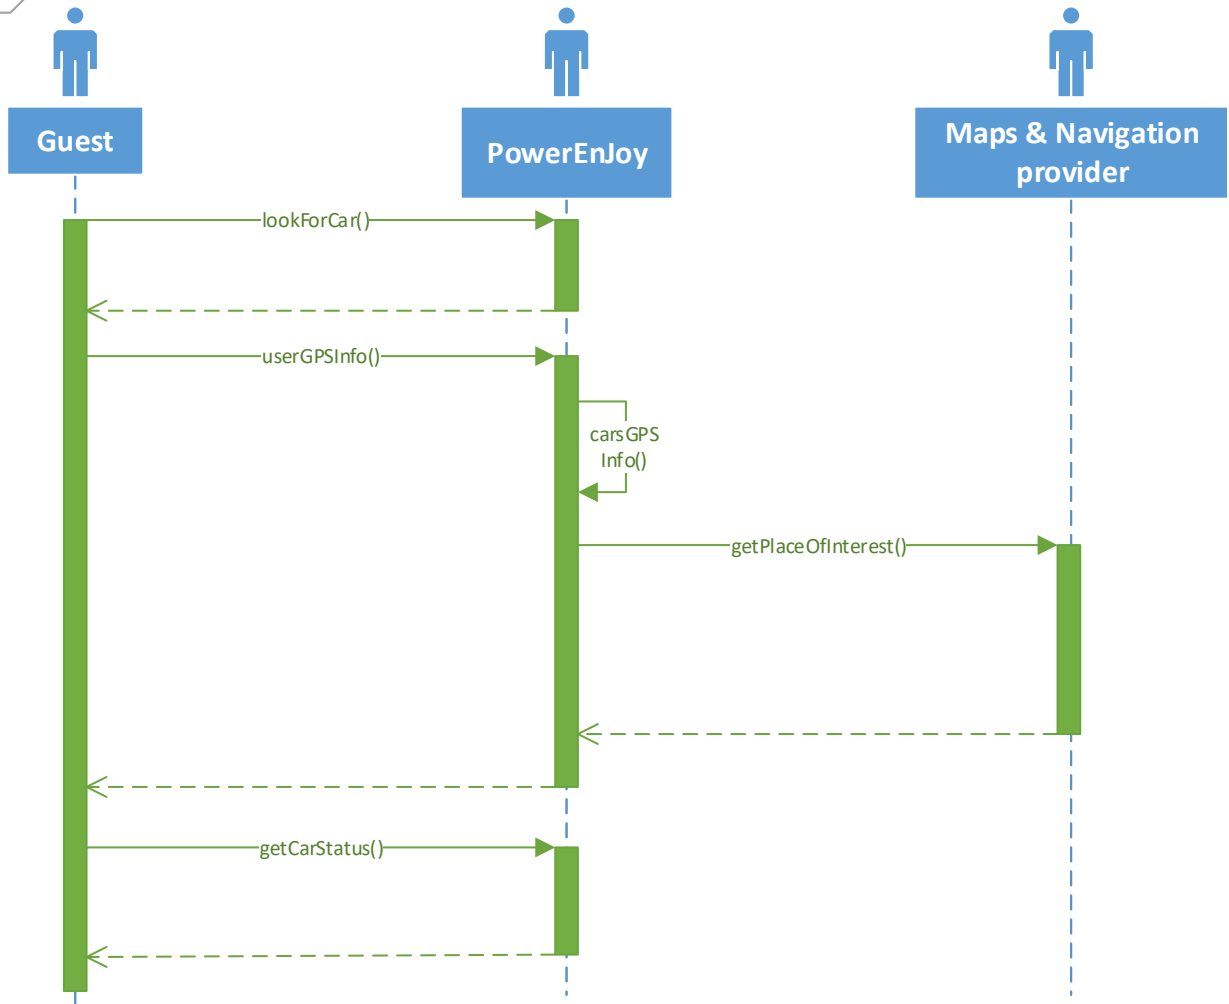 Guest
PowerEnJoy
Maps & Navigation
provider
lookForCar()
userGPSInfo()
carsGPS
Info()
getPlaceOfInterest()
getCarStatus()